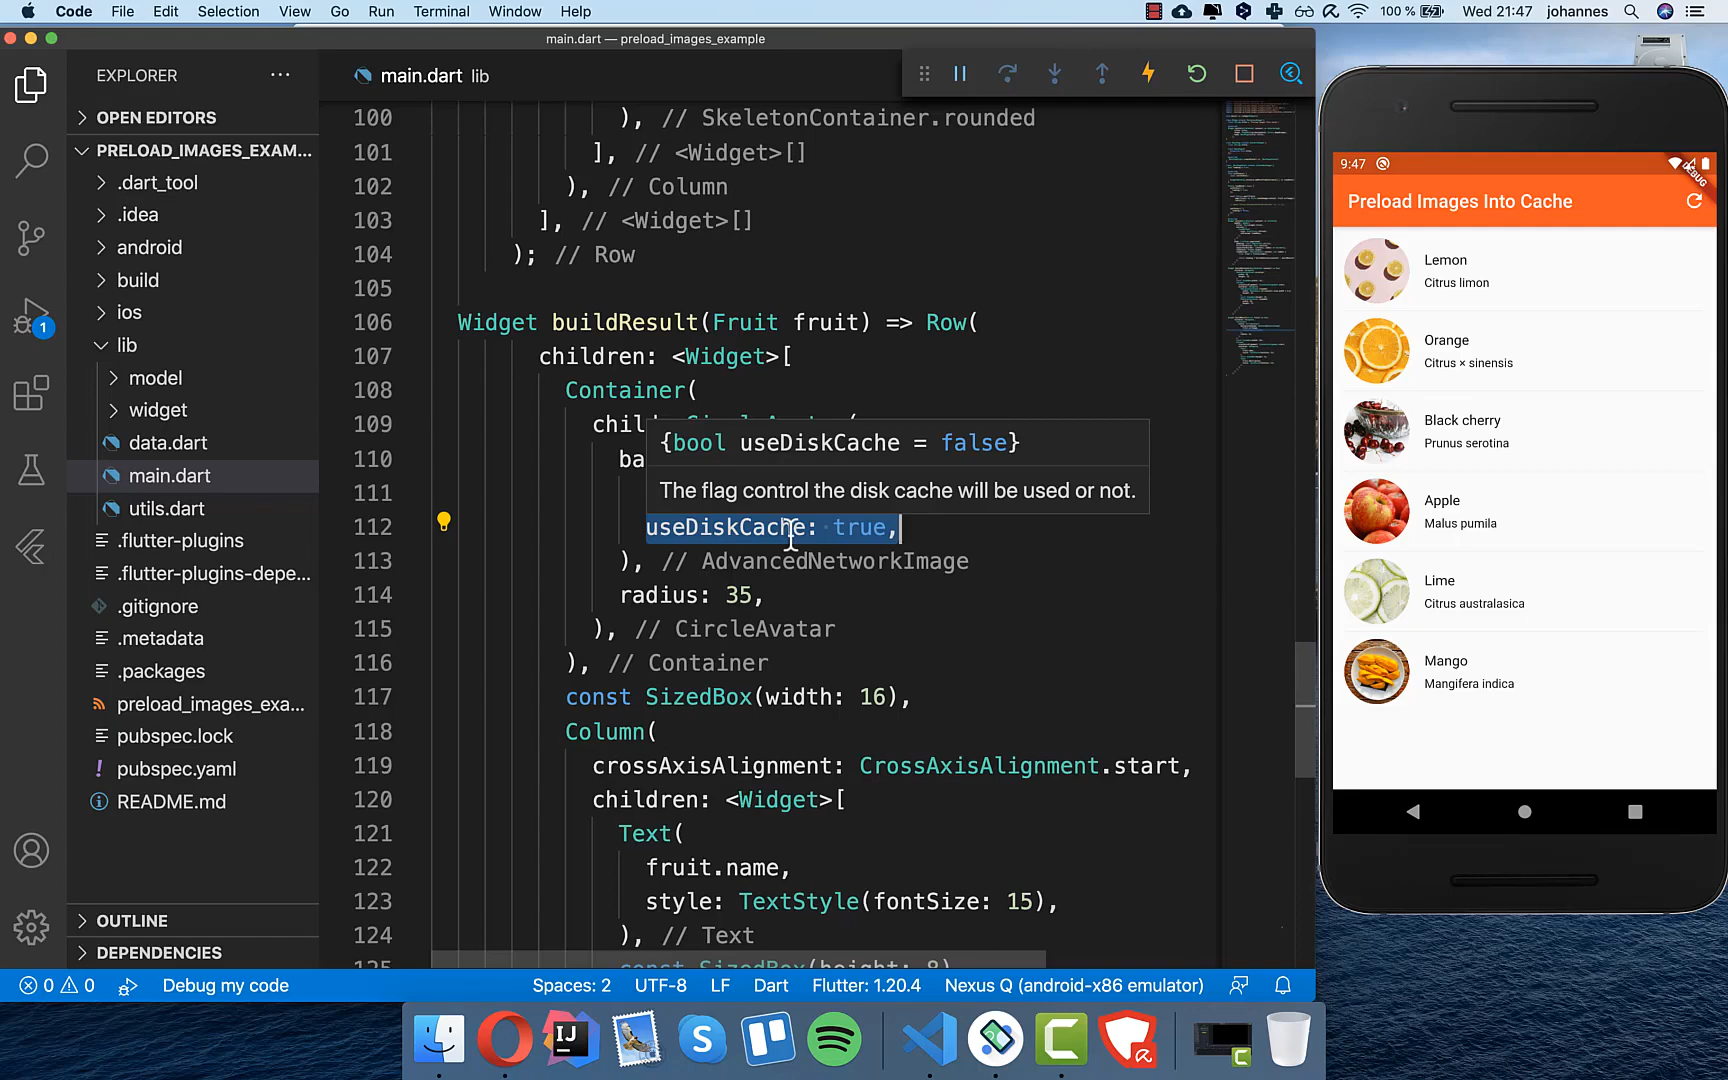 Code File Edit Selection View Go Run Terminal Window Help 100 % Wed 21:47 johannes
main.dart — preload_images_example
EXPLORER
OPEN EDITORS
PRELOAD_IMAGES_EXAM...
.dart_tool
.idea
android
build
ios
lib
model
widget
data.dart
main.dart
utils.dart
.flutter-plugins
.flutter-plugins-depe...
.gitignore
.metadata
.packages
preload_images_exa...
pubspec.lock
pubspec.yaml
README.md
OUTLINE
DEPENDENCIES
1
main.dart lib
100 ), // SkeletonContainer.rounded
101 ], // <Widget>[]
102 ), // Column
103 ], // <Widget>[]
104 ); // Row
105
106 Widget buildResult(Fruit fruit) => Row(
107 children: <Widget>[
108 Container(
109 chil
{bool useDiskCache = false}
110 ba
The flag control the disk cache will be used or not.
111
112 useDiskCache: true,
113 ), // AdvancedNetworkImage
114 radius: 35,
115 ), // CircleAvatar
116 ), // Container
117 const SizedBox(width: 16),
118 Column(
119 crossAxisAlignment: CrossAxisAlignment.start,
120 children: <Widget>[
121 Text(
122 fruit.name,
123 style: TextStyle(fontSize: 15),
124 ), // Text
0 0 Debug my code Spaces: 2 UTF-8 LF Dart Flutter: 1.20.4 Nexus Q (android-x86 emulator)
9:47
DEBUG
Preload Images Into Cache
Lemon
Citrus limon
Orange
Citrus × sinensis
Black cherry
Prunus serotina
Apple
Malus pumila
Lime
Citrus australasica
Mango
Mangifera indica